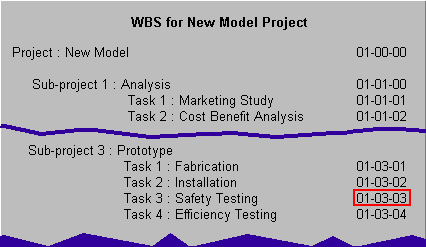 WBS for New Model Project
Project : New Model 01-00-00
Sub-project 1 : Analysis 01-01-00
Task 1 : Marketing Study 01-01-01
Task 2 : Cost Benefit Analysis 01-01-02
Sub-project 3 : Prototype
Task 1 : Fabrication 01-03-01
Task 2 : Installation 01-03-02
Task 3 : Safety Testing 01-03-03
Task 4 : Efficiency Testing 01-03-04